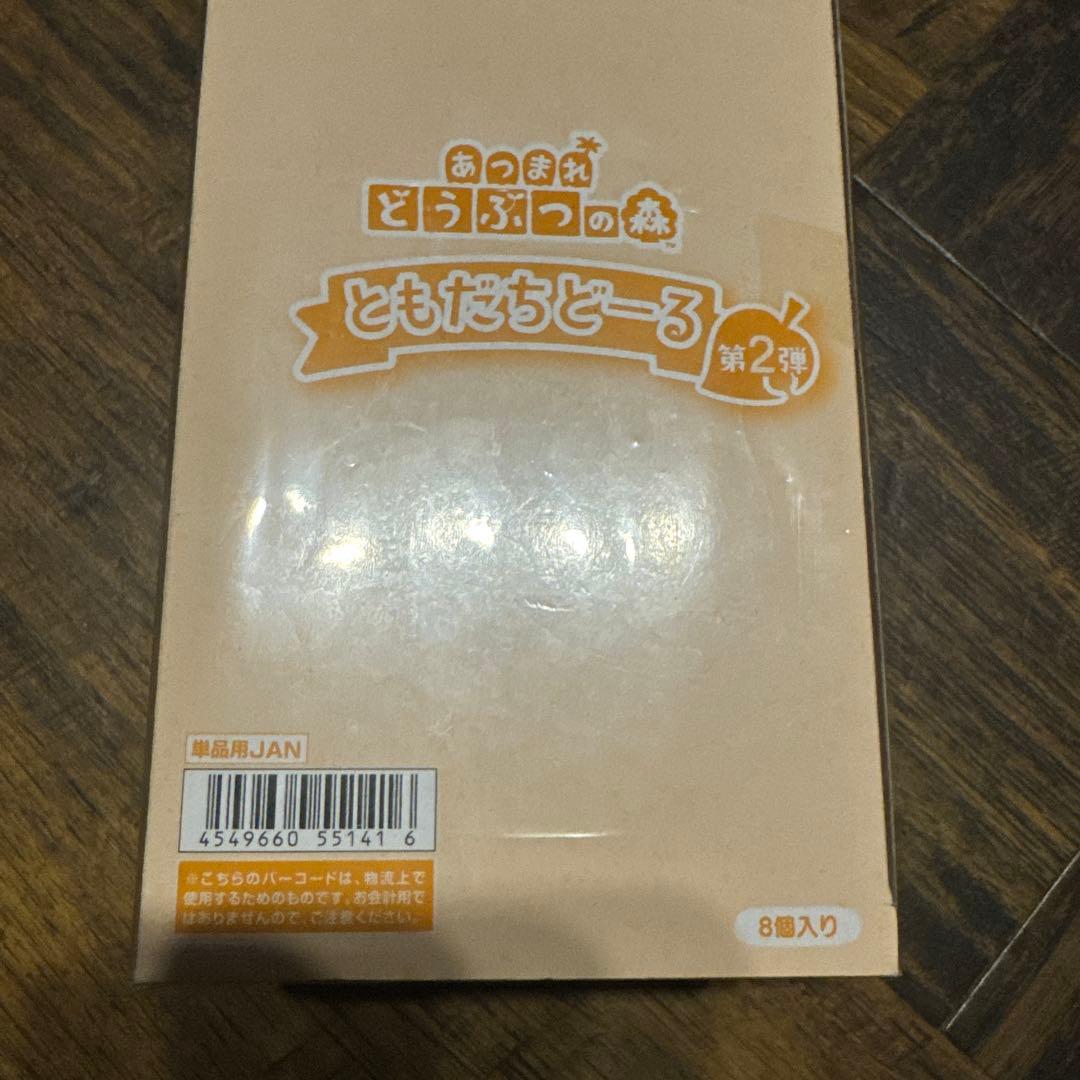 あつまれ
どうぶつの森™
ともだちどーる
第2弾
単品用JAN
4549660 55141 6
※こちらのバーコードは、物流上で
使用するためのものです。お会計用で
はありませんので、ご注意ください。
8個入り